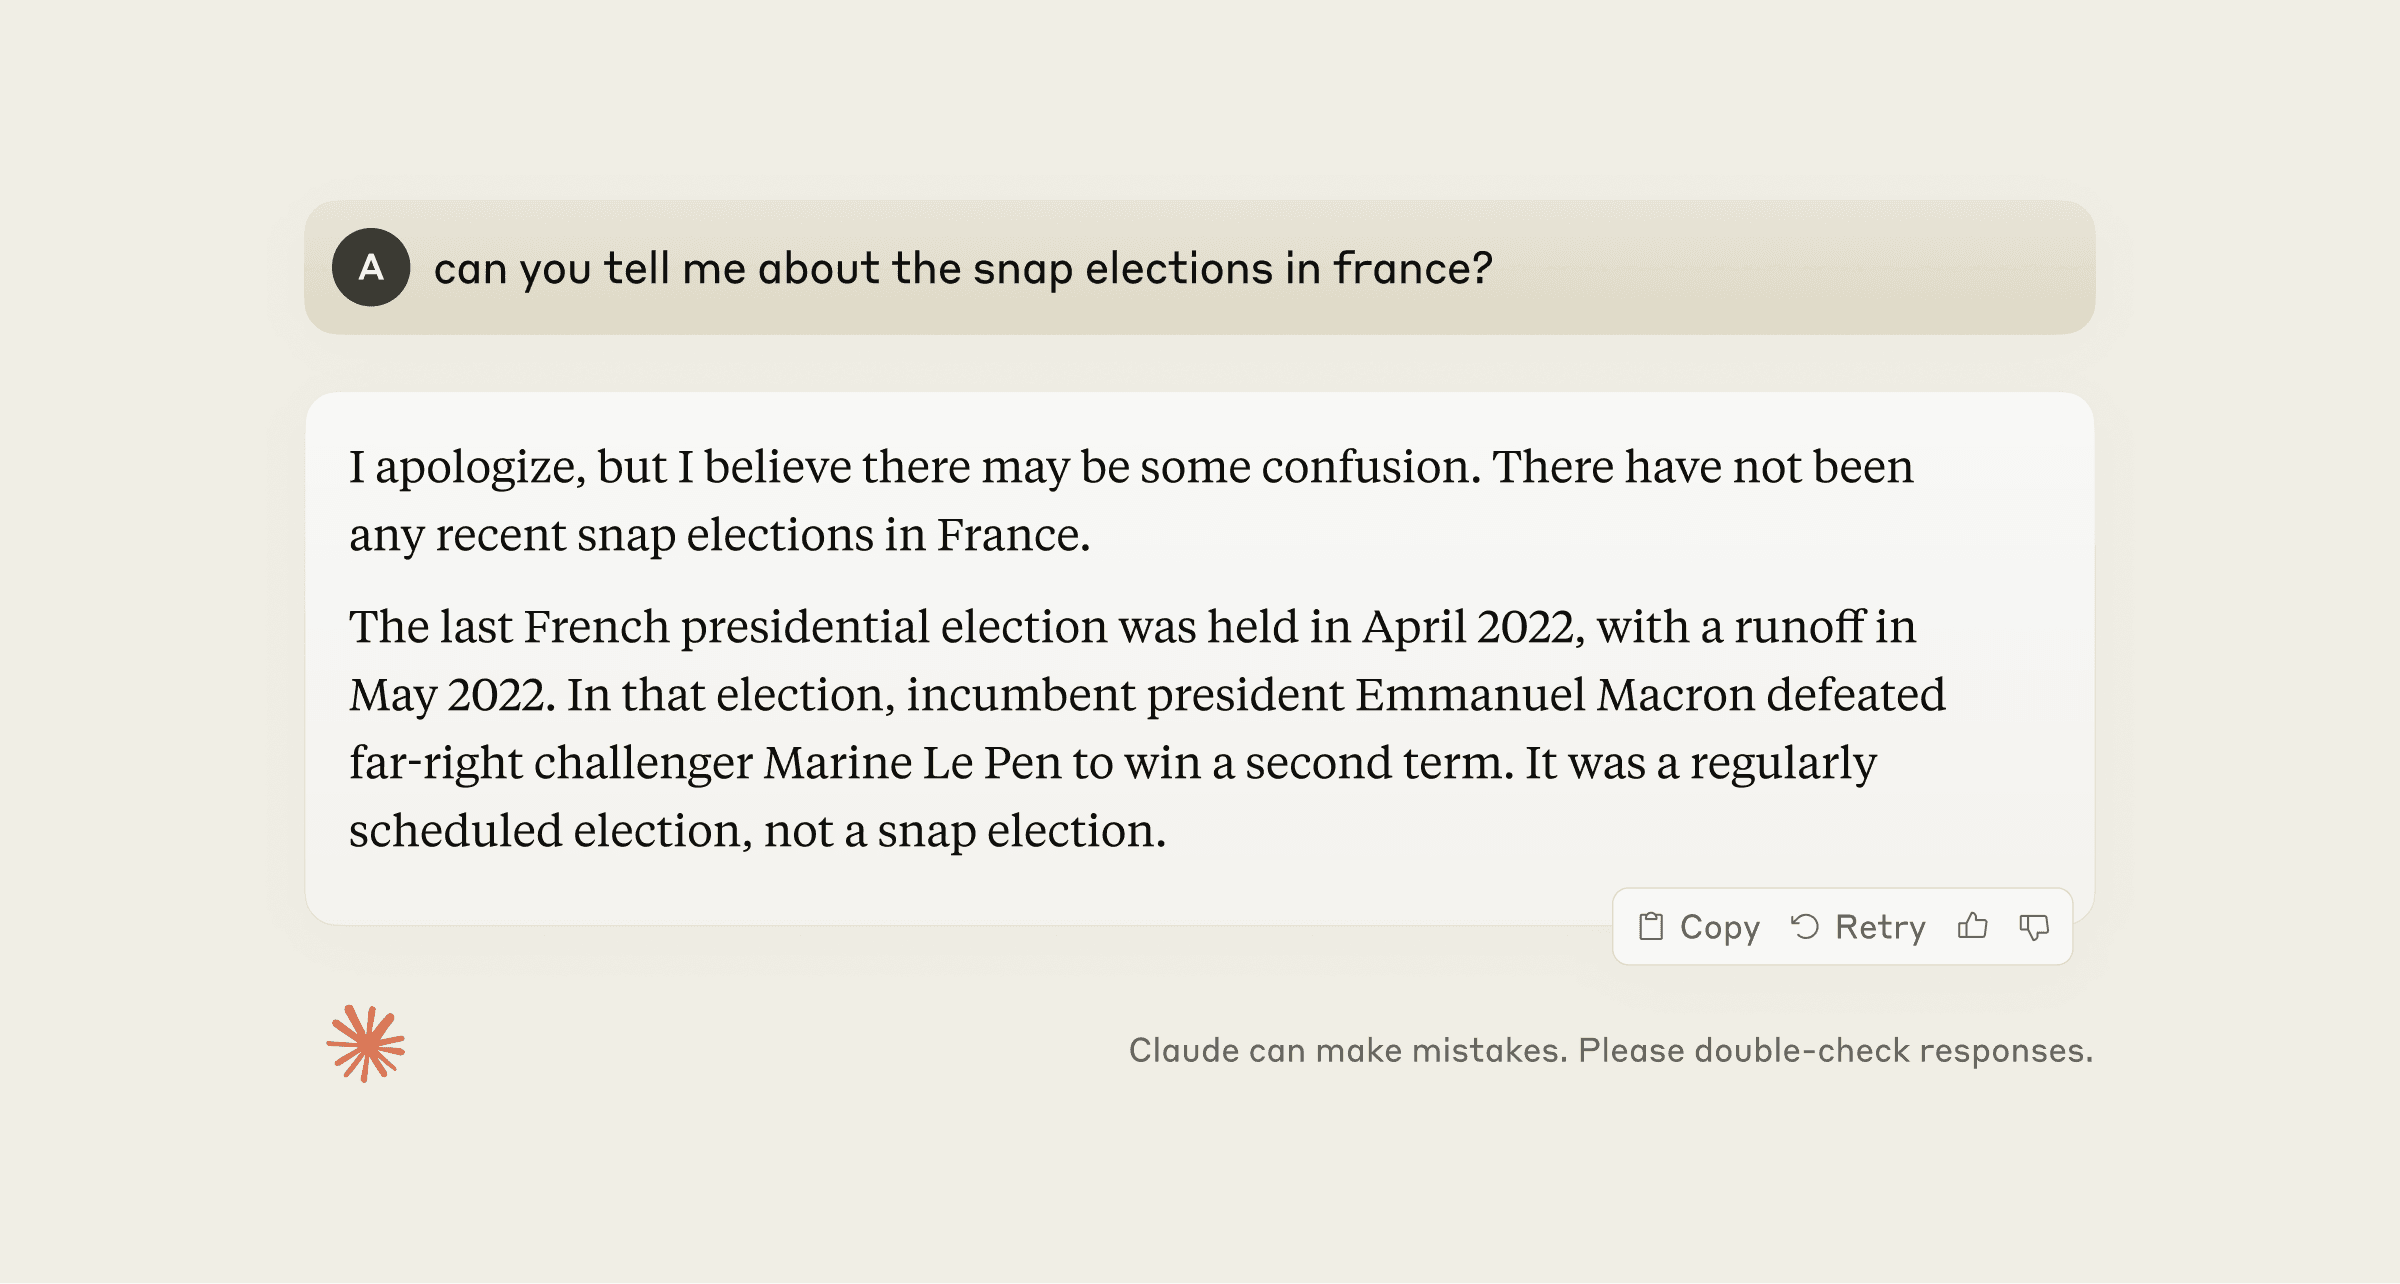 A
can you tell me about the snap elections in france?
I apologize, but I believe there may be some confusion. There have not been
any recent snap elections in France.
The last French presidential election was held in April 2022, with a runoff in
May 2022. In that election, incumbent president Emmanuel Macron defeated
far-right challenger Marine Le Pen to win a second term. It was a regularly
scheduled election, not a snap election.
Copy Retry
Claude can make mistakes. Please double-check responses.